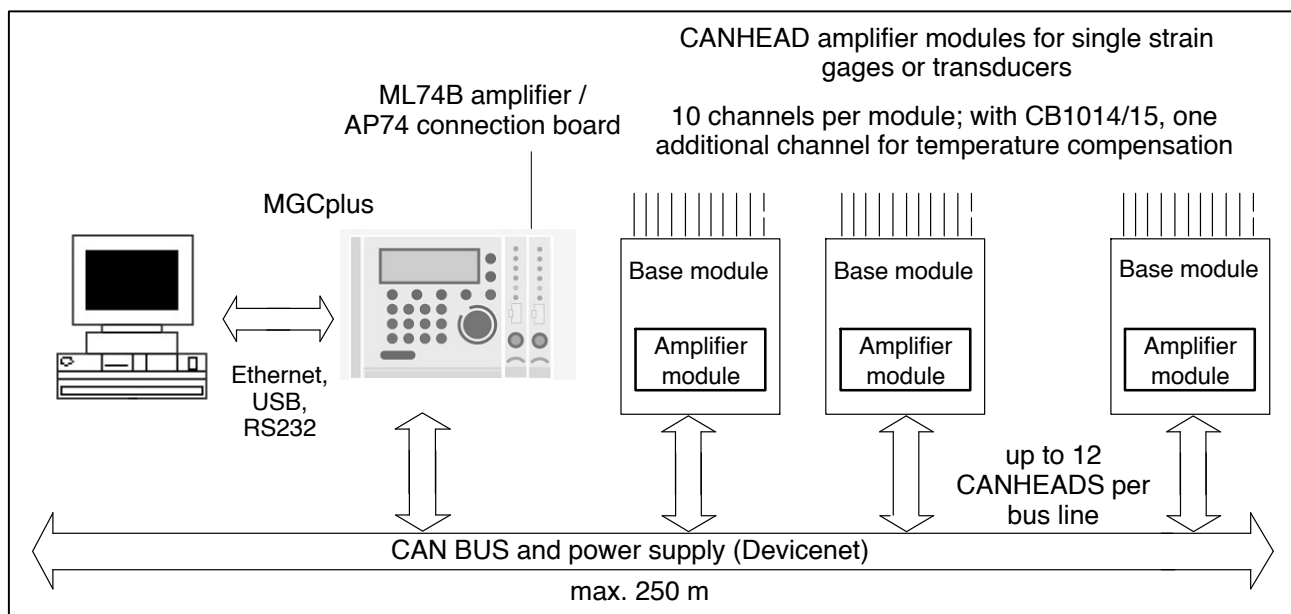 CANHEAD amplifier modules for single strain
gages or transducers
ML74B amplifier /
AP74 connection board
10 channels per module; with CB1014/15, one
additional channel for temperature compensation
MGCplus
Base module
Base module
Base module
Amplifier
module
Amplifier
module
Amplifier
module
Ethernet,
USB,
RS232
up to 12
CANHEADS per
bus line
CAN BUS and power supply (Devicenet)
max. 250 m